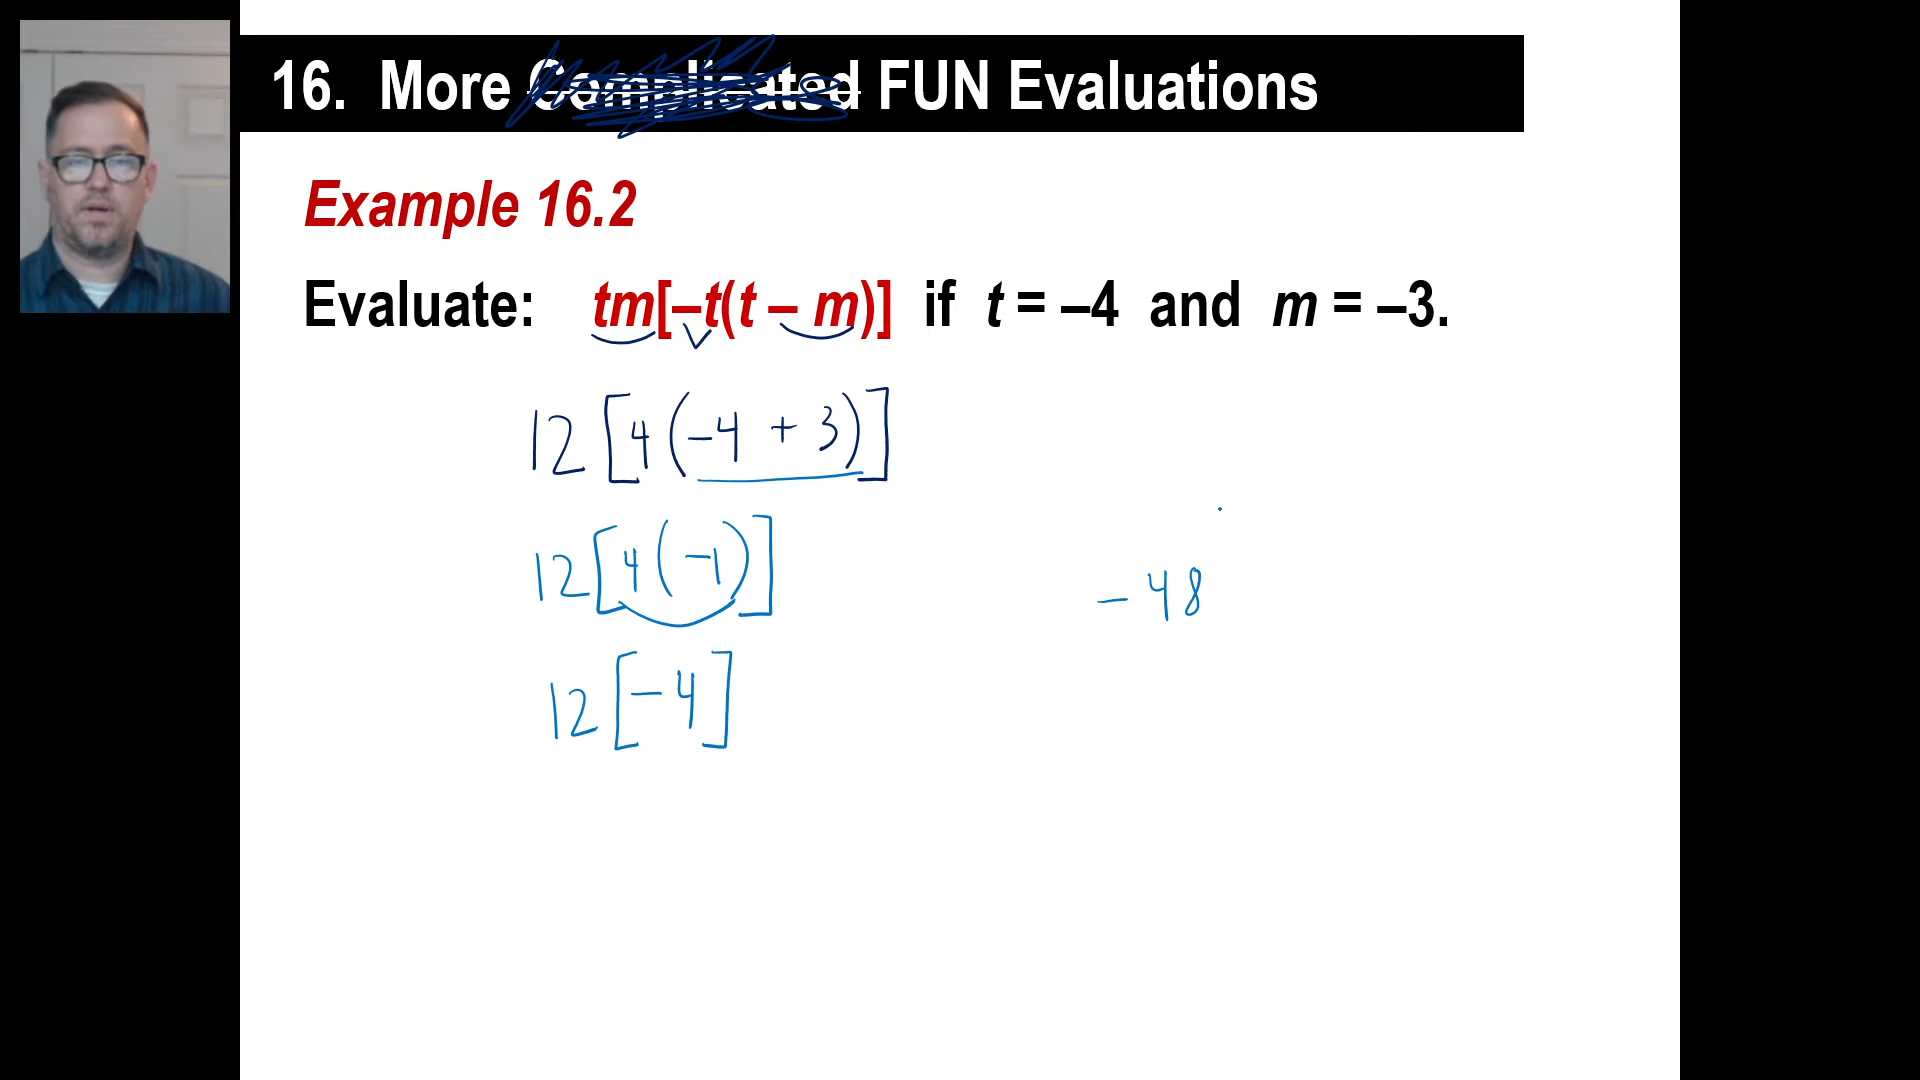 16. More Complicated FUN Evaluations
Example 16.2
Evaluate: tm[–t(t – m)] if t = –4 and m = –3.
12[4(-4 + 3)]
12[4(-1)]
-48
12[-4]